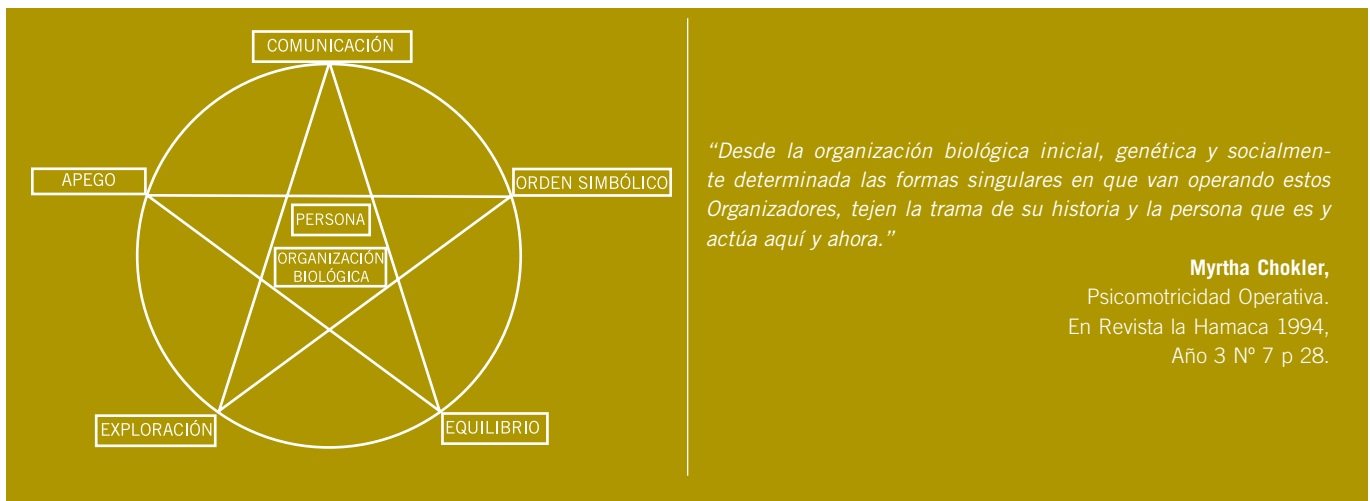 COMUNICACIÓN
APEGO
ORDEN SIMBÓLICO
PERSONA
ORGANIZACIÓN
BIOLÓGICA
EXPLORACIÓN
EQUILIBRIO
“Desde la organización biológica inicial, genética y socialmen-
te determinada las formas singulares en que van operando estos
Organizadores, tejen la trama de su historia y la persona que es y
actúa aquí y ahora.”
Myrtha Chokler,
Psicomotricidad Operativa.
En Revista la Hamaca 1994,
Año 3 Nº 7 p 28.